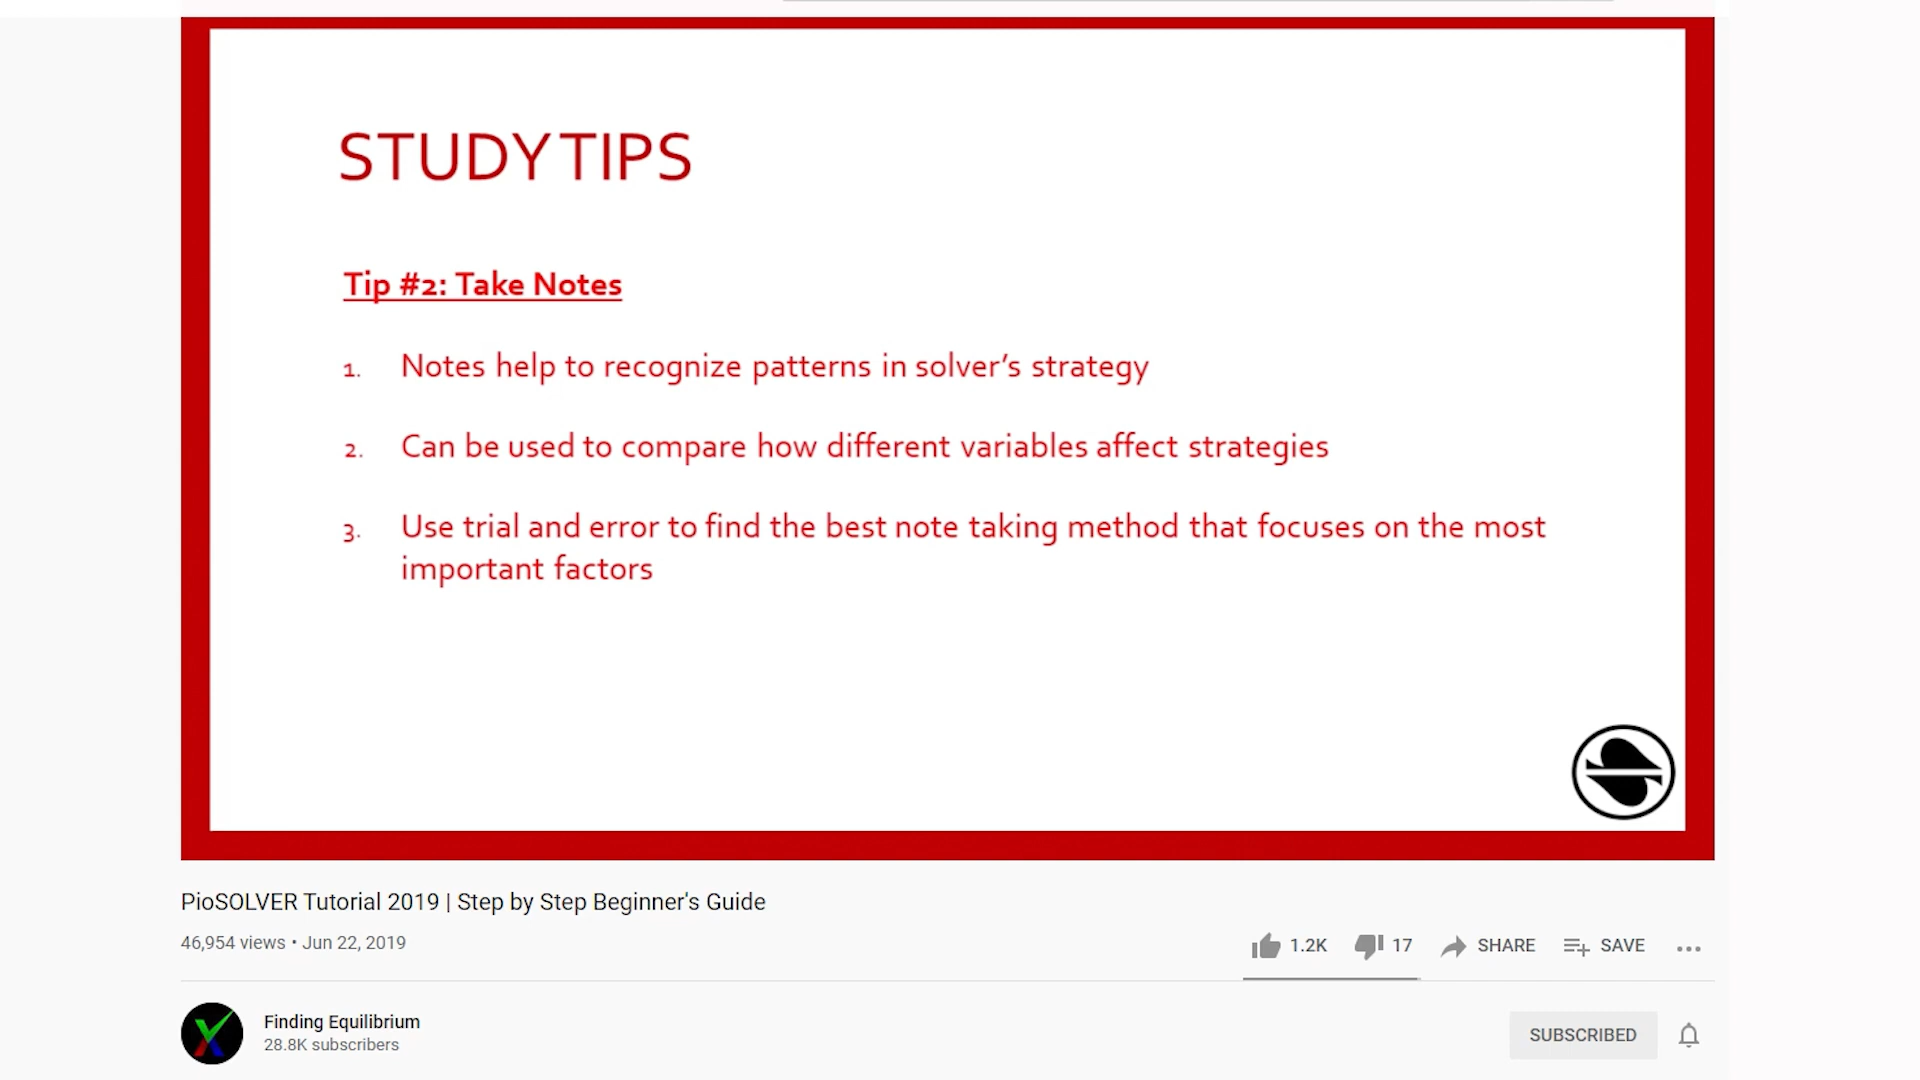 STUDY TIPS
Tip #2: Take Notes
1. Notes help to recognize patterns in solver's strategy
2. Can be used to compare how different variables affect strategies
3. Use trial and error to find the best note taking method that focuses on the most
important factors
PioSOLVER Tutorial 2019 | Step by Step Beginner's Guide
46,954 views • Jun 22, 2019
1.2K 17 SHARE SAVE
Finding Equilibrium
28.8K subscribers
SUBSCRIBED